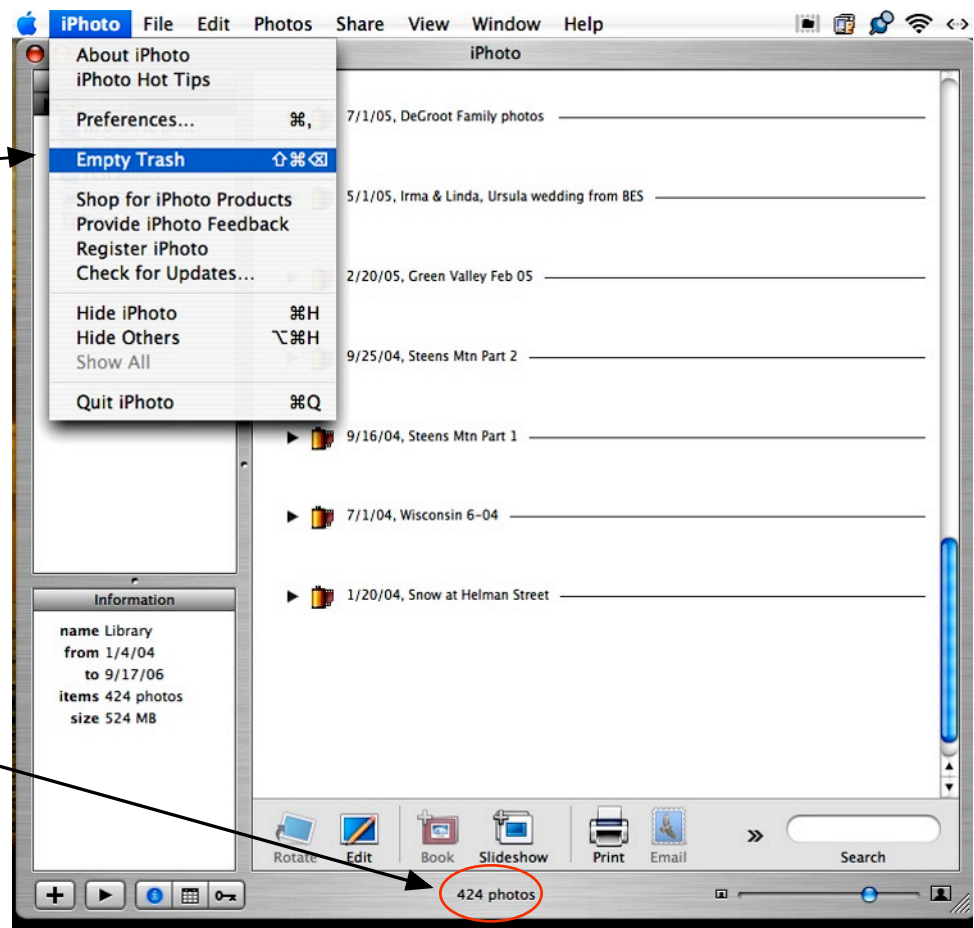 iPhoto File Edit Photos Share View Window Help
iPhoto
About iPhoto
iPhoto Hot Tips
Preferences... ⌘,
Empty Trash ⇧⌘⌫
Shop for iPhoto Products
Provide iPhoto Feedback
Register iPhoto
Check for Updates...
Hide iPhoto ⌘H
Hide Others ⌥⌘H
Show All
Quit iPhoto ⌘Q
7/1/05, DeGroot Family photos
5/1/05, Irma & Linda, Ursula wedding from BES
2/20/05, Green Valley Feb 05
9/25/04, Steens Mtn Part 2
9/16/04, Steens Mtn Part 1
7/1/04, Wisconsin 6-04
1/20/04, Snow at Helman Street
Information
name Library
from 1/4/04
to 9/17/06
items 424 photos
size 524 MB
Rotate Edit Book Slideshow Print Email » Search
424 photos